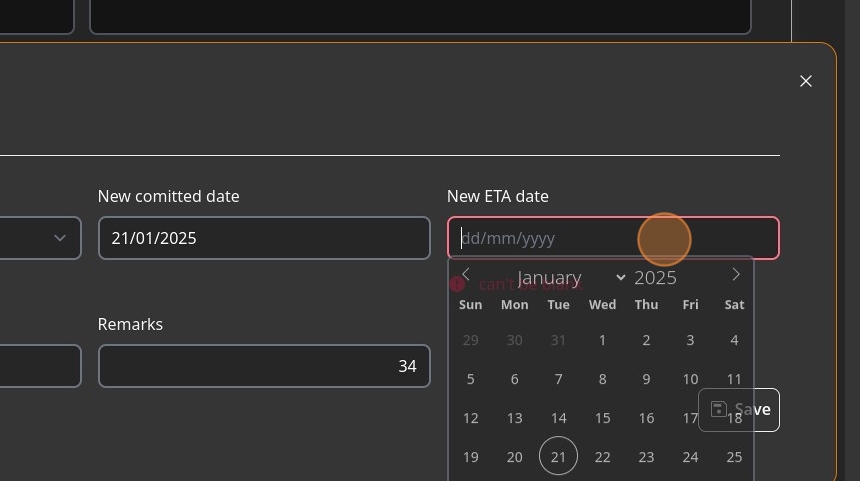 New comitted date
New ETA date
21/01/2025
dd/mm/yyyy
January 2025
can't be blank
Sun Mon Tue Wed Thu Fri Sat
Remarks
29 30 31 1 2 3 4
34
5 6 7 8 9 10 11
Save
12 13 14 15 16 17 18
19 20 21 22 23 24 25